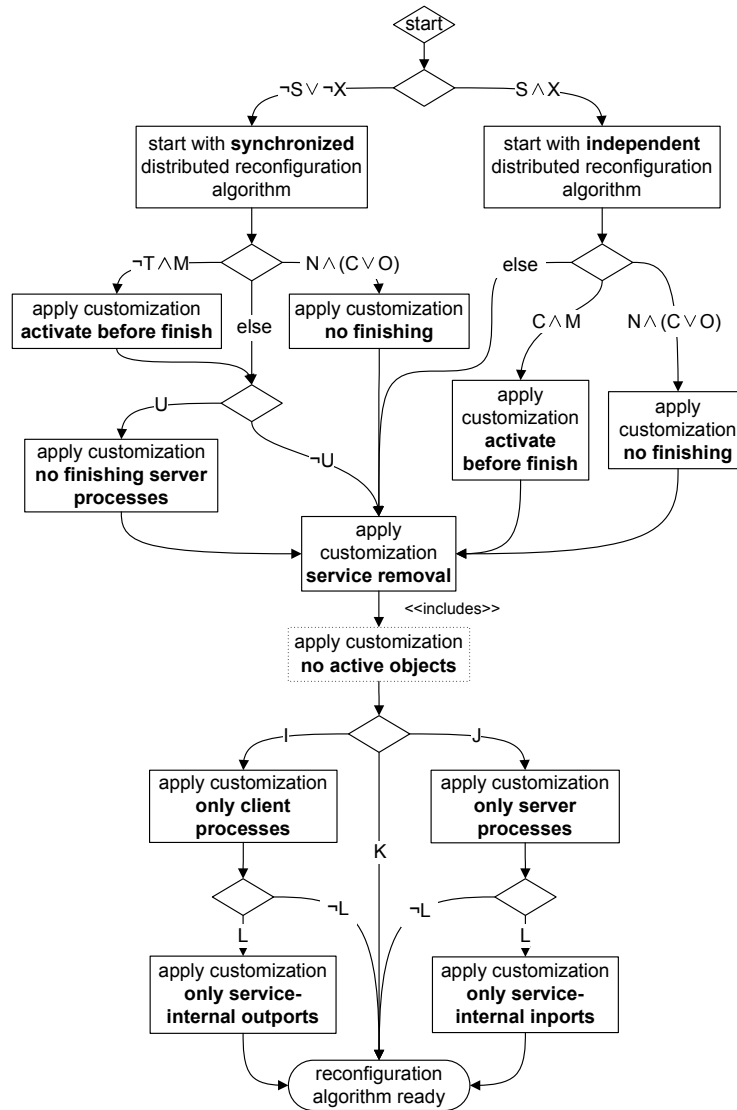 start
¬S∨¬X
S∧X
start with synchronized
distributed reconfiguration
algorithm
start with independent
distributed reconfiguration
algorithm
¬T∧M
N∧(C∨O)
else
apply customization
activate before finish
else
apply customization
no finishing
C∧M
N∧(C∨O)
U
¬U
apply customization
no finishing server
processes
apply
customization
activate
before finish
apply
customization
no finishing
apply
customization
service removal
<<includes>>
apply customization
no active objects
I
J
K
apply customization
only client
processes
apply customization
only server
processes
¬L
¬L
L
L
apply customization
only service-
internal outports
apply customization
only service-
internal inports
reconfiguration
algorithm ready